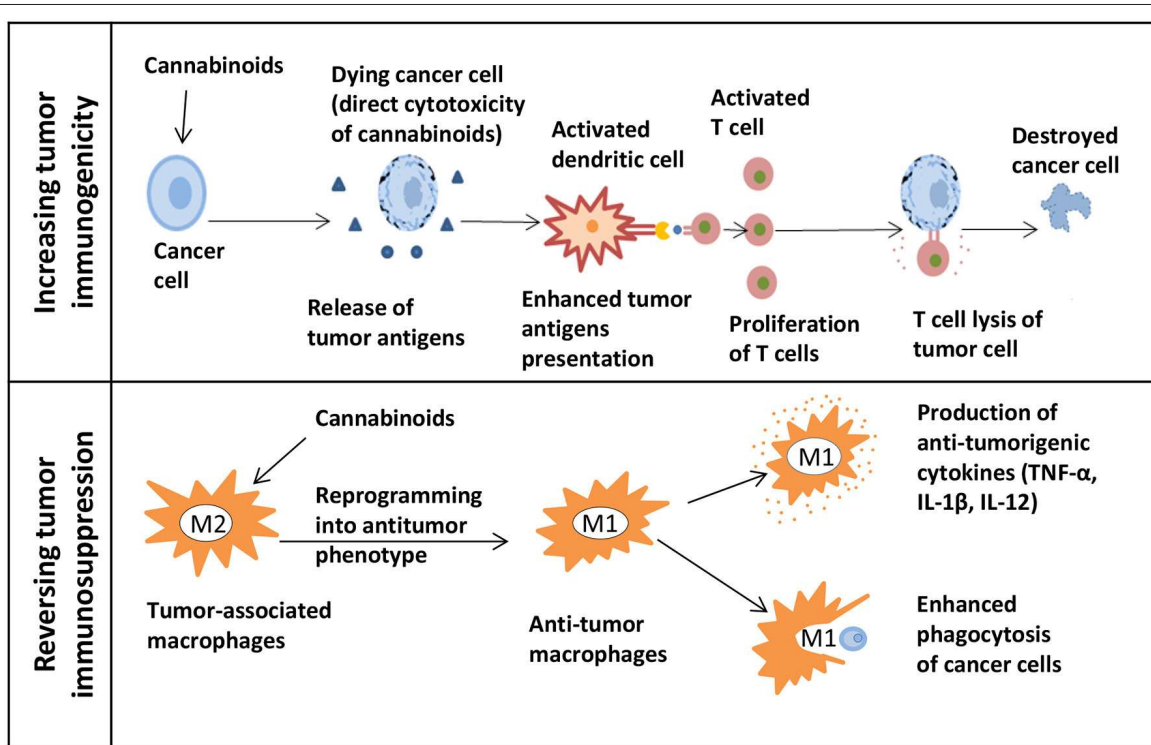 Increasing tumor
immunogenicity
Cannabinoids
Cancer
cell
Dying cancer cell
(direct cytotoxicity
of cannabinoids)
Release of
tumor antigens
Activated
dendritic cell
Enhanced tumor
antigens
presentation
Activated
T cell
Proliferation
of T cells
T cell lysis of
tumor cell
Destroyed
cancer cell
Reversing tumor
immunosuppression
Cannabinoids
M2
Tumor-associated
macrophages
Reprogramming
into antitumor
phenotype
M1
Anti-tumor
macrophages
M1
Production of
anti-tumorigenic
cytokines (TNF-α,
IL-1β, IL-12)
M1
Enhanced
phagocytosis
of cancer cells